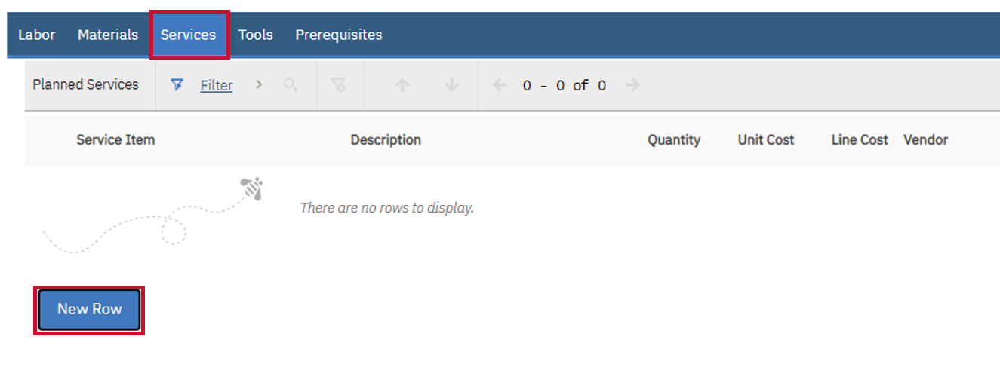 Labor Materials Services Tools Prerequisites
Planned Services Filter 0 - 0 of 0
Service Item Description Quantity Unit Cost Line Cost Vendor
There are no rows to display.
New Row